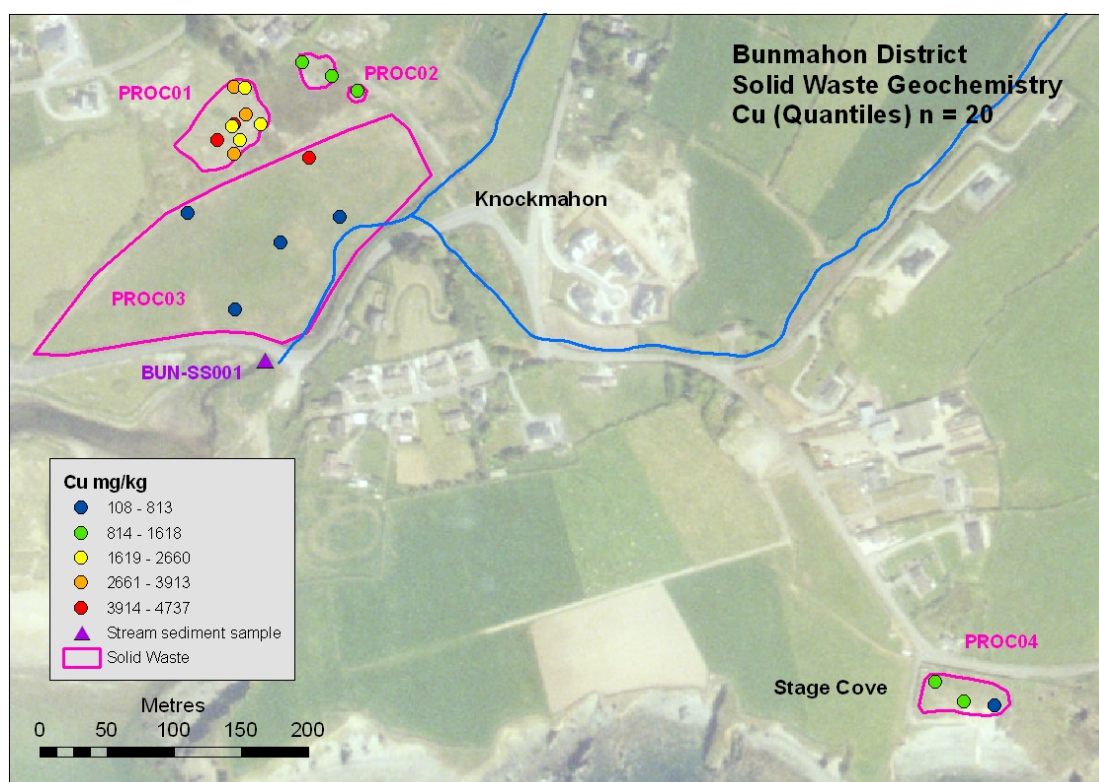 Bunmahon District
Solid Waste Geochemistry
Cu (Quantiles) n = 20
PROC02
PROC01
Knockmahon
PROC03
BUN-SS001
Cu mg/kg
108 - 813
814 - 1618
1619 - 2660
2661 - 3913
3914 - 4737
Stream sediment sample
Solid Waste
PROC04
Stage Cove
Metres
0 50 100 150 200